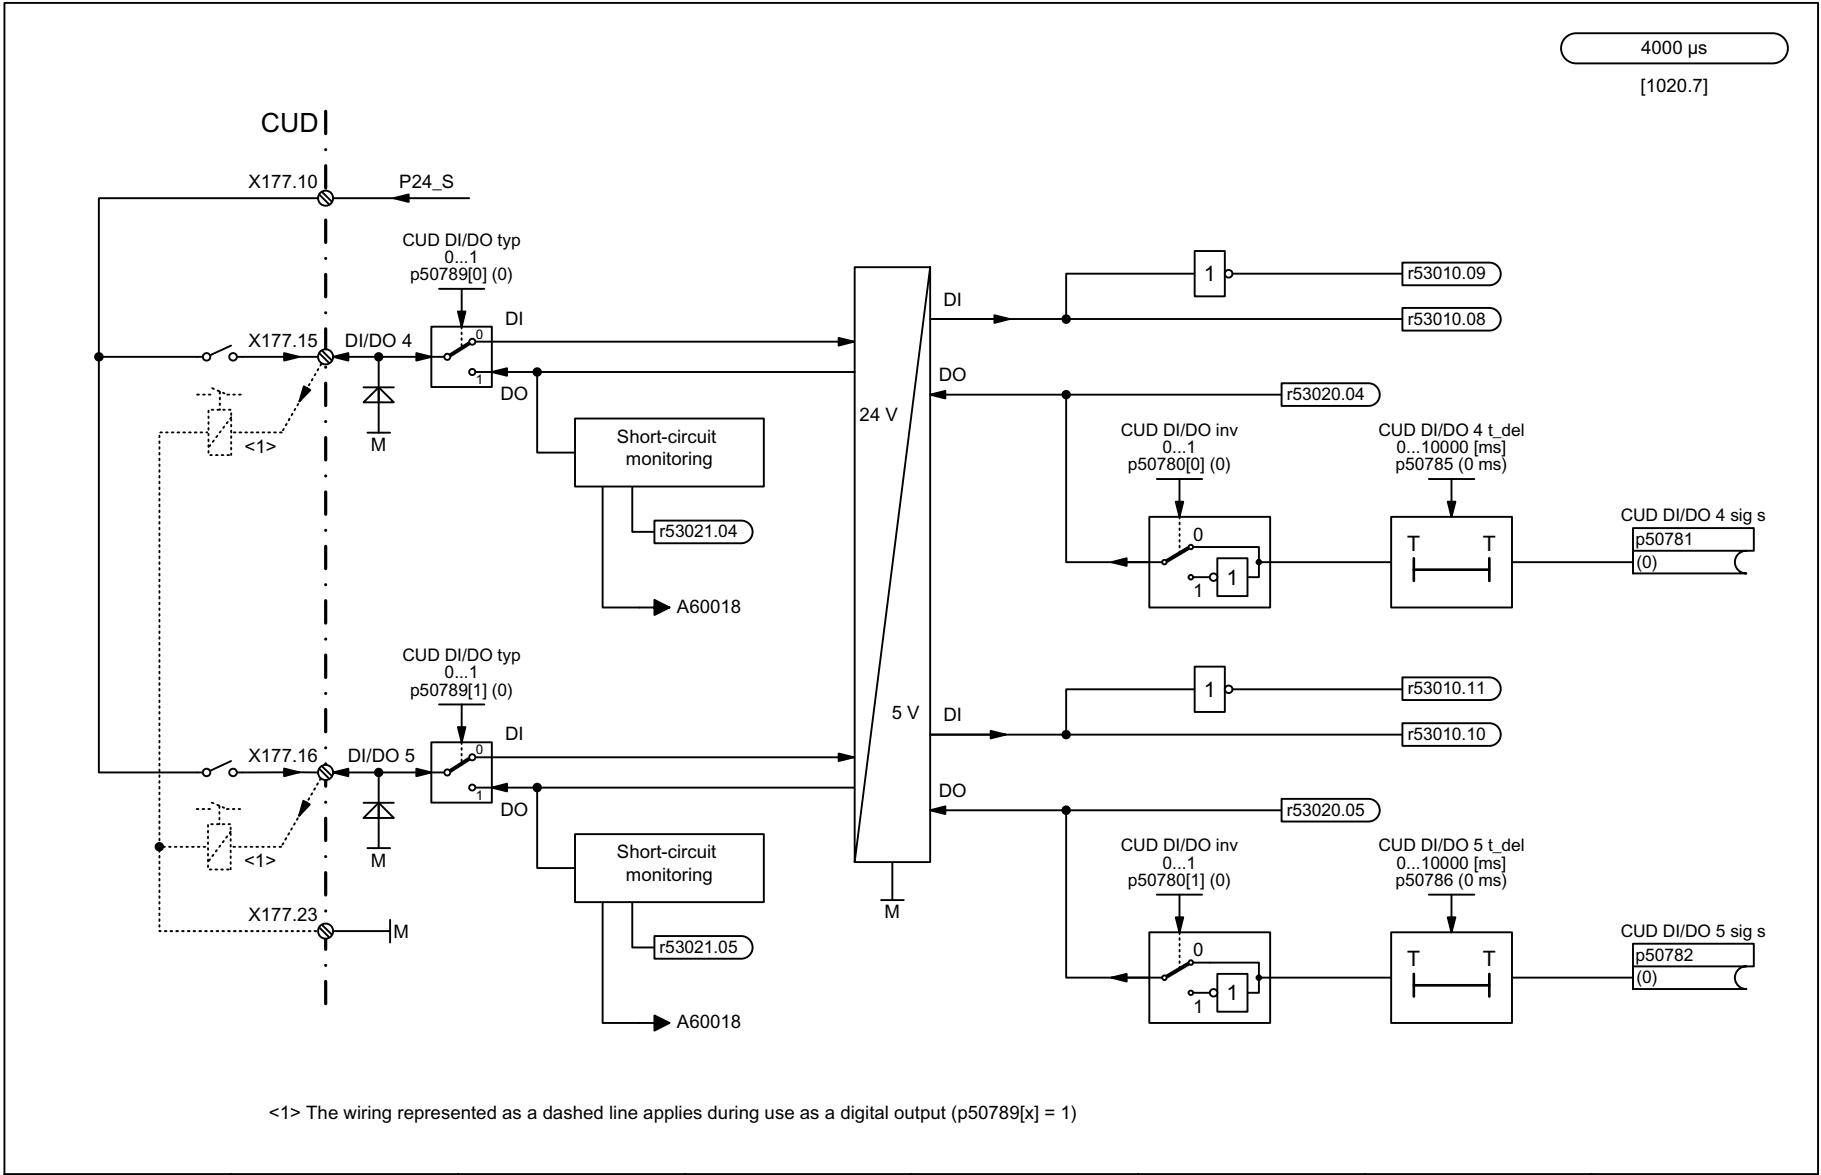 4000 µs
[1020.7]
CUD
X177.10
P24_S
CUD DI/DO typ
0...1
p50789[0] (0)
X177.15
DI/DO 4
0
1
DI
DO
M
<1>
Short-circuit
monitoring
r53021.04
A60018
24 V
5 V
M
DI
1
r53010.09
r53010.08
DO
r53020.04
CUD DI/DO inv
0...1
p50780[0] (0)
0
1
1
CUD DI/DO 4 t_del
0...10000 [ms]
p50785 (0 ms)
T T
CUD DI/DO 4 sig s
p50781
(0)
CUD DI/DO typ
0...1
p50789[1] (0)
X177.16
DI/DO 5
0
1
DI
DO
M
<1>
X177.23
M
Short-circuit
monitoring
r53021.05
A60018
DI
1
r53010.11
r53010.10
DO
r53020.05
CUD DI/DO inv
0...1
p50780[1] (0)
0
1
1
CUD DI/DO 5 t_del
0...10000 [ms]
p50786 (0 ms)
T T
CUD DI/DO 5 sig s
p50782
(0)
<1> The wiring represented as a dashed line applies during use as a digital output (p50789[x] = 1)